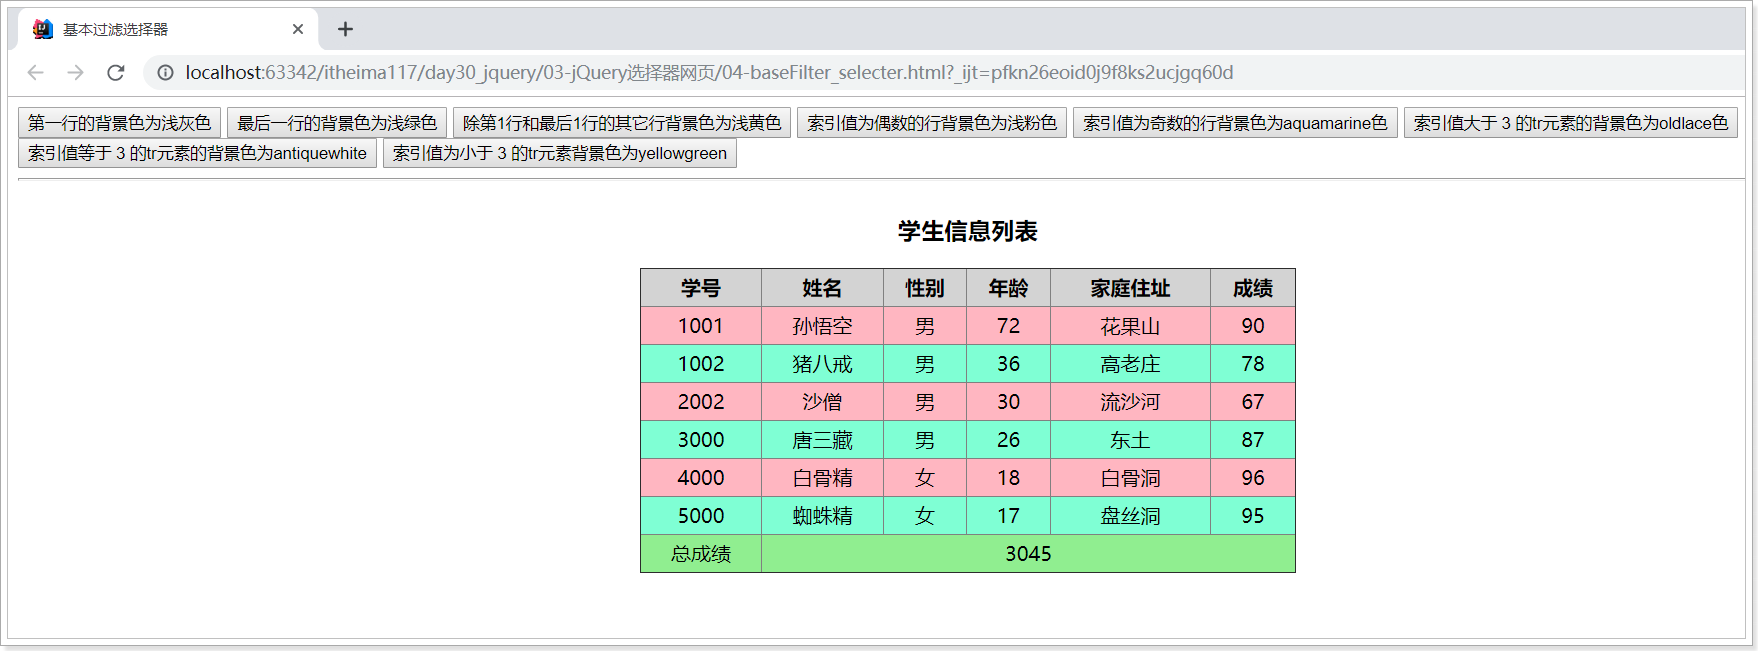 基本过滤选择器
localhost:63342/itheima117/day30_jquery/03-jQuery选择器网页/04-baseFilter_selecter.html?_ijt=pfkn26eoid0j9f8ks2ucjgq60d
第一行的背景色为浅灰色 最后一行的背景色为浅绿色 除第1行和最后1行的其它行背景色为浅黄色 索引值为偶数的行背景色为浅粉色 索引值为奇数的行背景色为aquamarine色 索引值大于 3 的tr元素的背景色为oldlace色
索引值等于 3 的tr元素的背景色为antiquewhite 索引值为小于 3 的tr元素背景色为yellowgreen
学生信息列表
学号 姓名 性别 年龄 家庭住址 成绩
1001 孙悟空 男 72 花果山 90
1002 猪八戒 男 36 高老庄 78
2002 沙僧 男 30 流沙河 67
3000 唐三藏 男 26 东土 87
4000 白骨精 女 18 白骨洞 96
5000 蜘蛛精 女 17 盘丝洞 95
总成绩 3045